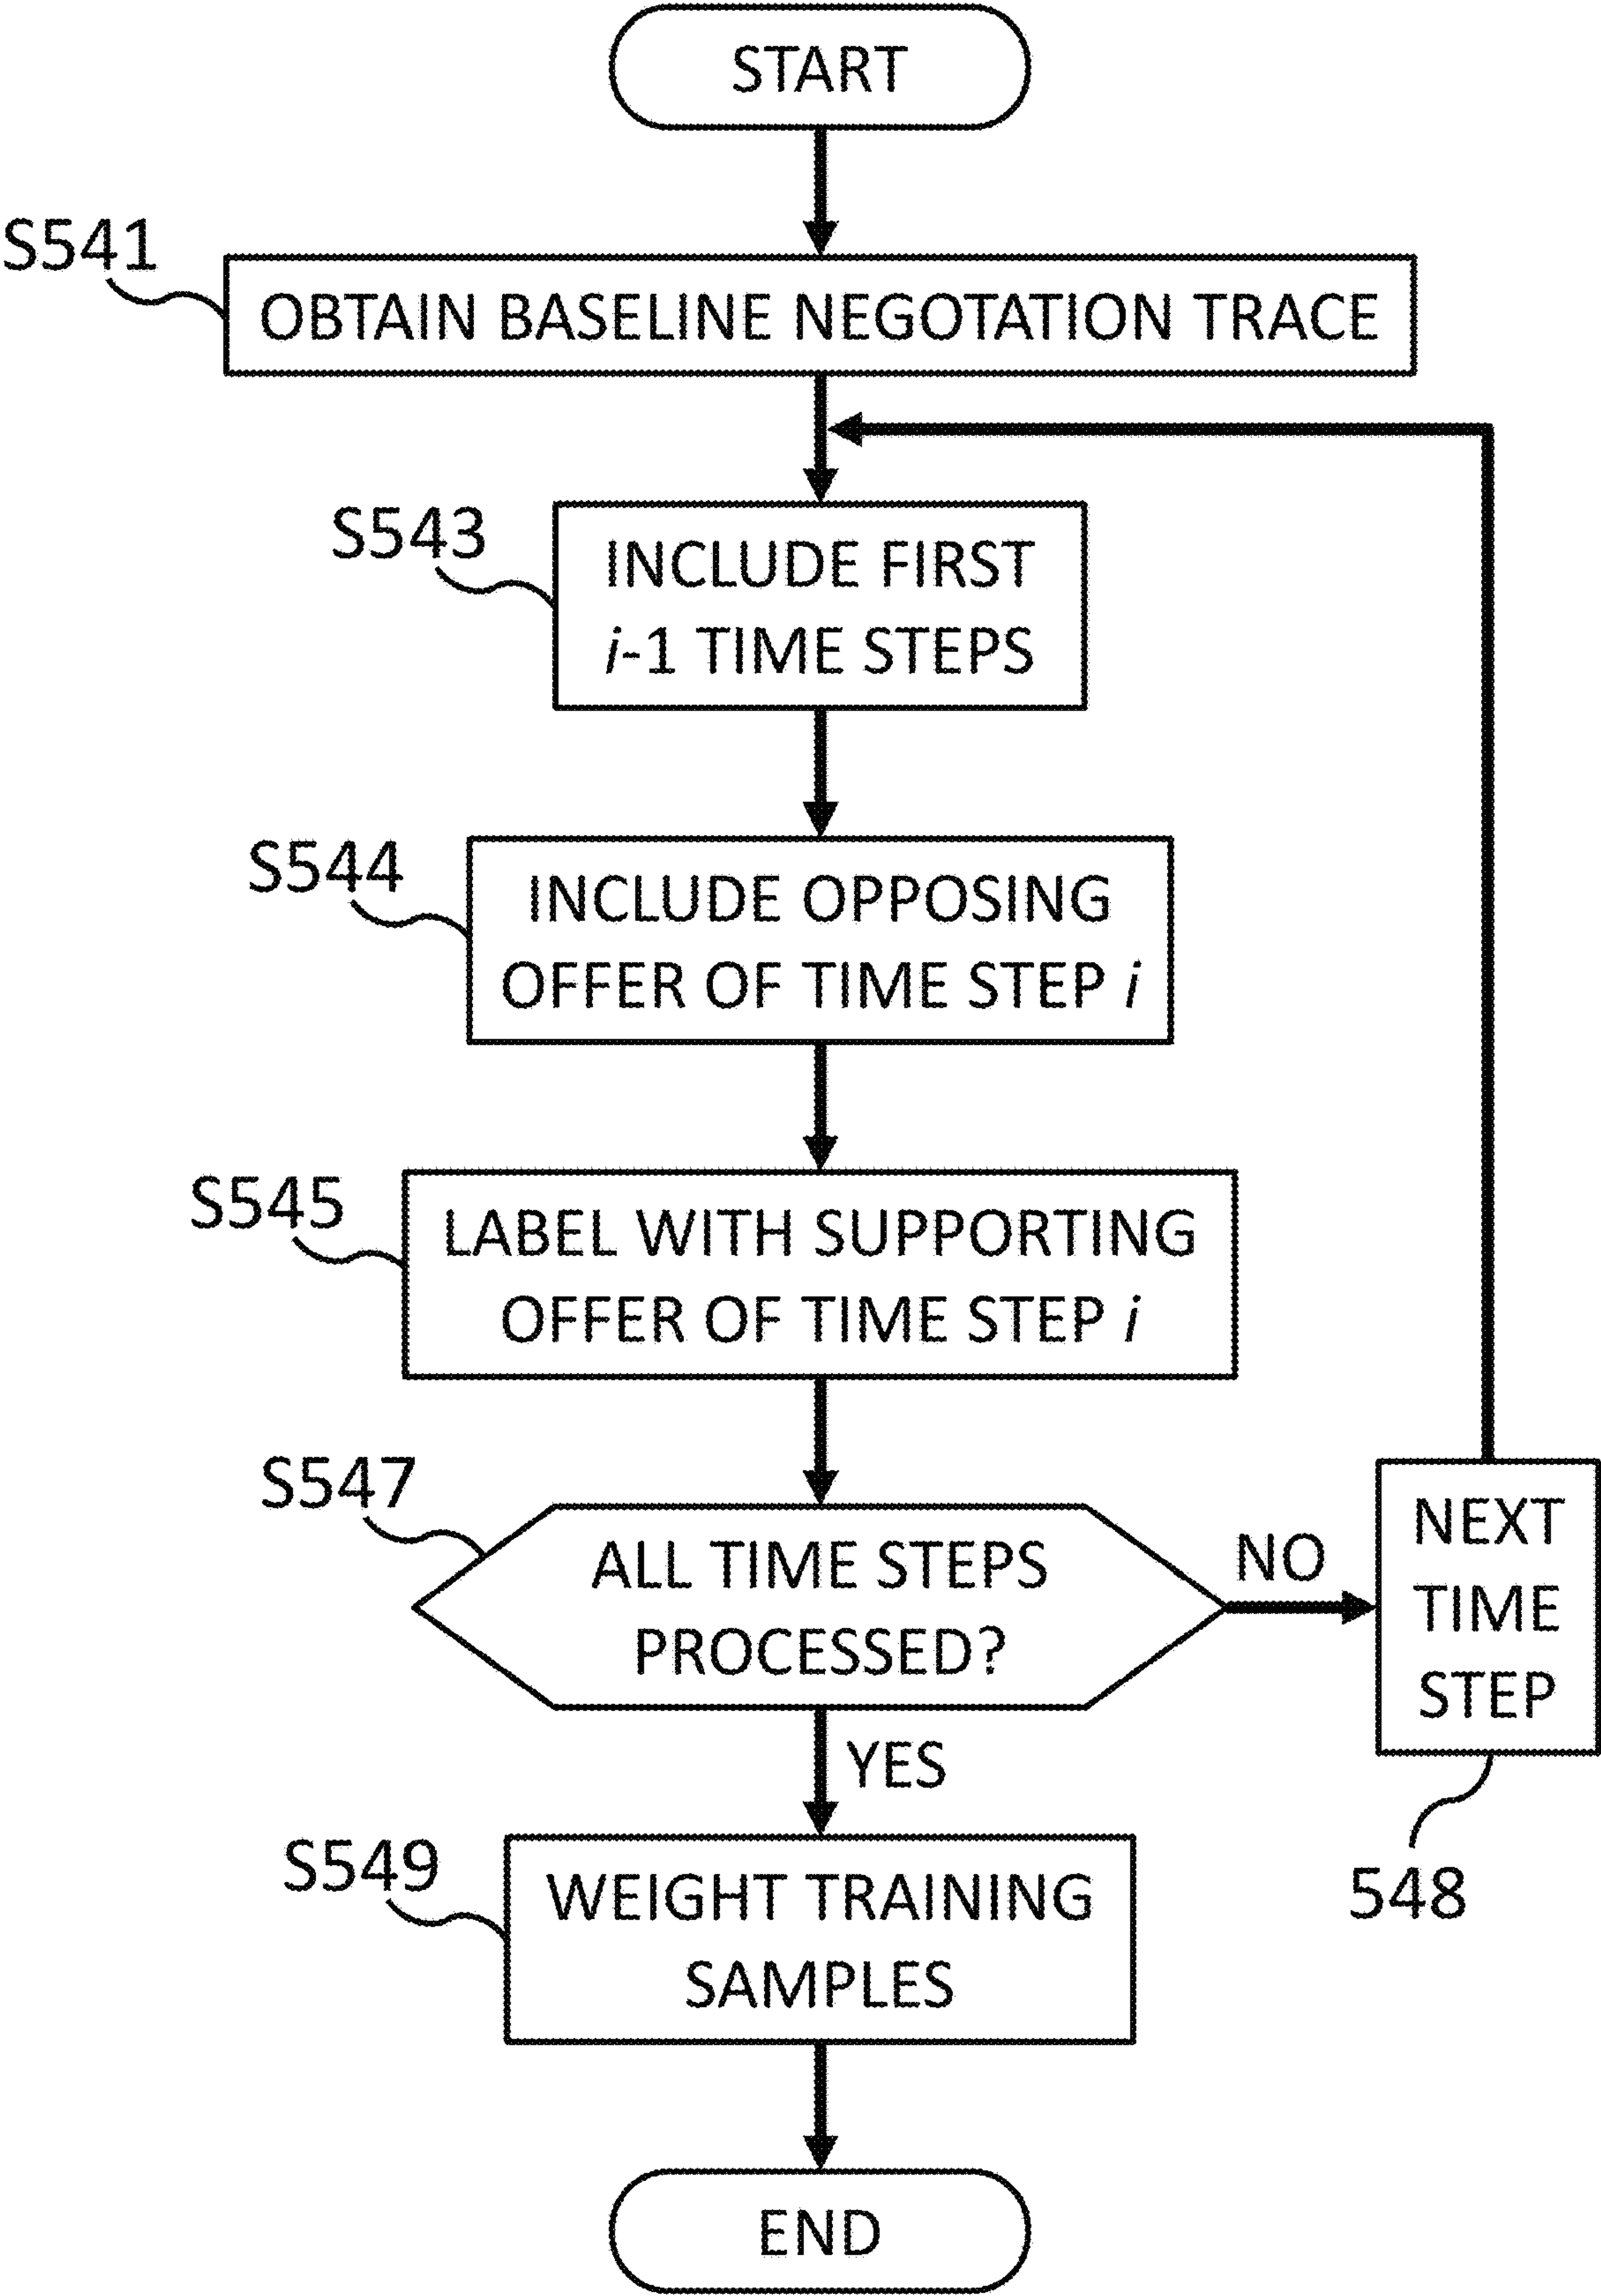 START
S541
OBTAIN BASELINE NEGOTATION TRACE
S543
INCLUDE FIRST
i-1 TIME STEPS
S544
INCLUDE OPPOSING
OFFER OF TIME STEP i
S545
LABEL WITH SUPPORTING
OFFER OF TIME STEP i
S547
ALL TIME STEPS
PROCESSED?
NO
NEXT
TIME
STEP
548
YES
S549
WEIGHT TRAINING
SAMPLES
END